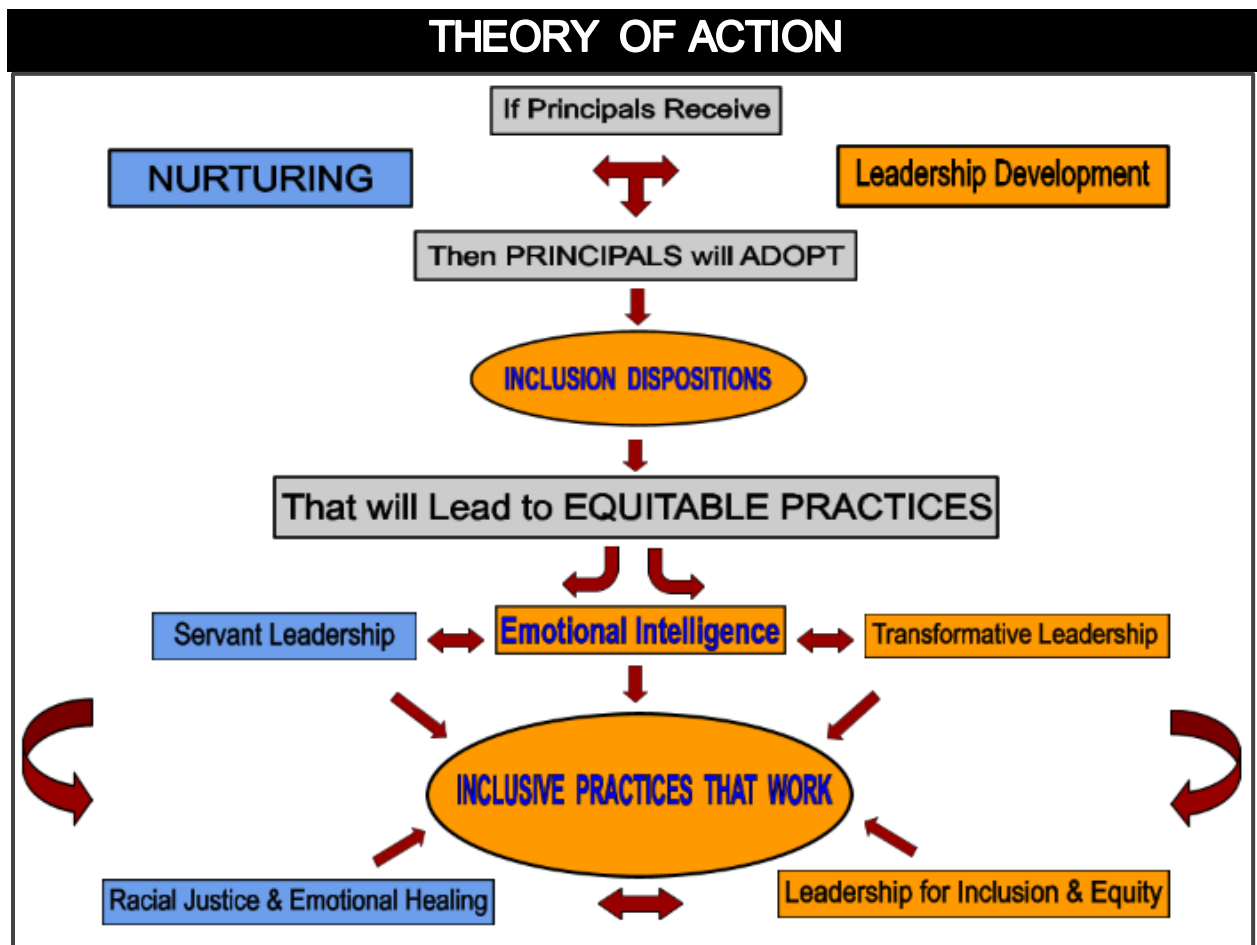 THEORY OF ACTION
If Principals Receive
NURTURING
Leadership Development
Then PRINCIPALS will ADOPT
INCLUSION DISPOSITIONS
That will Lead to EQUITABLE PRACTICES
Servant Leadership
Emotional Intelligence
Transformative Leadership
INCLUSIVE PRACTICES THAT WORK
Racial Justice & Emotional Healing
Leadership for Inclusion & Equity